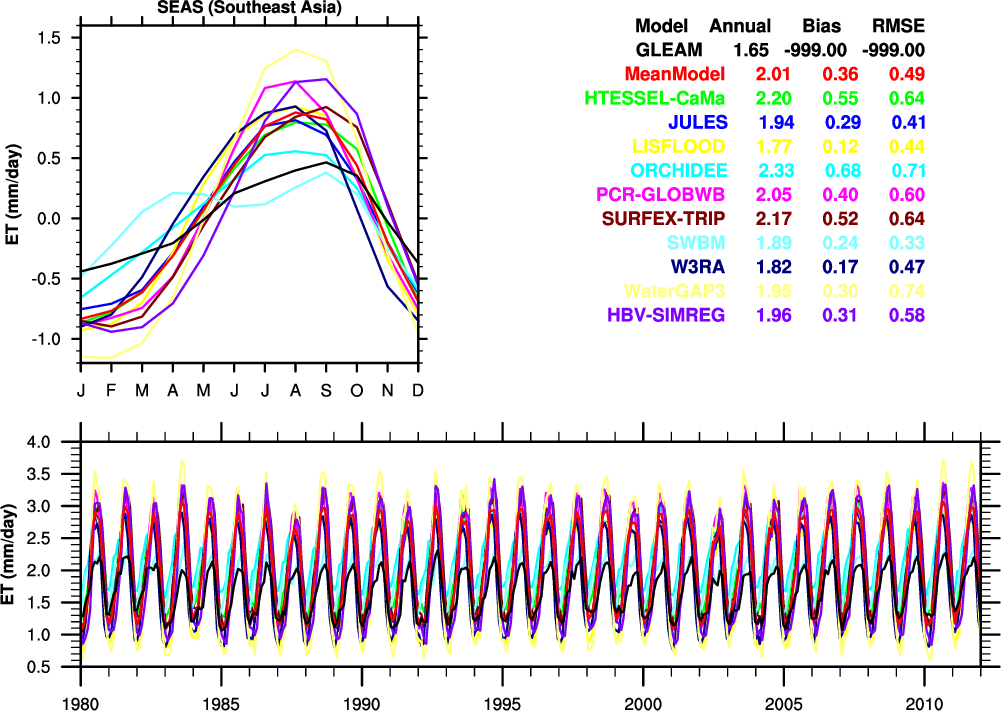 SEAS (Southeast Asia)
Model Annual Bias RMSE
GLEAM 1.65 -999.00 -999.00
MeanModel 2.01 0.36 0.49
HTESSEL-CaMa 2.20 0.55 0.64
JULES 1.94 0.29 0.41
LISFLOOD 1.77 0.12 0.44
ORCHIDEE 2.33 0.68 0.71
PCR-GLOBWB 2.05 0.40 0.60
SURFEX-TRIP 2.17 0.52 0.64
SWBM 1.89 0.24 0.33
W3RA 1.82 0.17 0.47
WaterGAP3 1.95 0.30 0.74
HBV-SIMREG 1.96 0.31 0.58
ET (mm/day)
1.5
1.0
0.5
0.0
-0.5
-1.0
J F M A M J J A S O N D
ET (mm/day)
4.0
3.5
3.0
2.5
2.0
1.5
1.0
0.5
1980 1985 1990 1995 2000 2005 2010